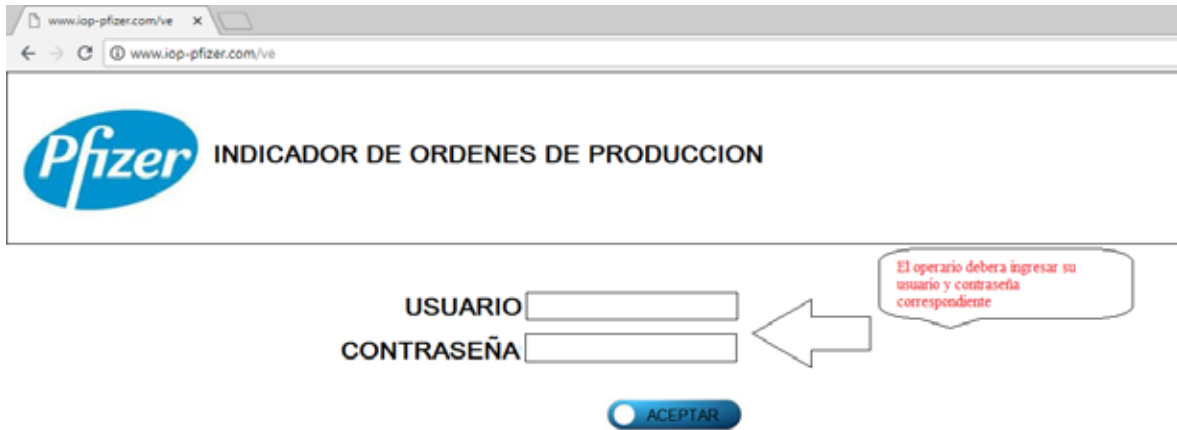 www.iop-pfizer.com/ve
www.iop-pfizer.com/ve
Pfizer
INDICADOR DE ORDENES DE PRODUCCION
El operario debera ingresar su
usuario y contraseña
correspondiente
USUARIO
CONTRASEÑA
ACEPTAR